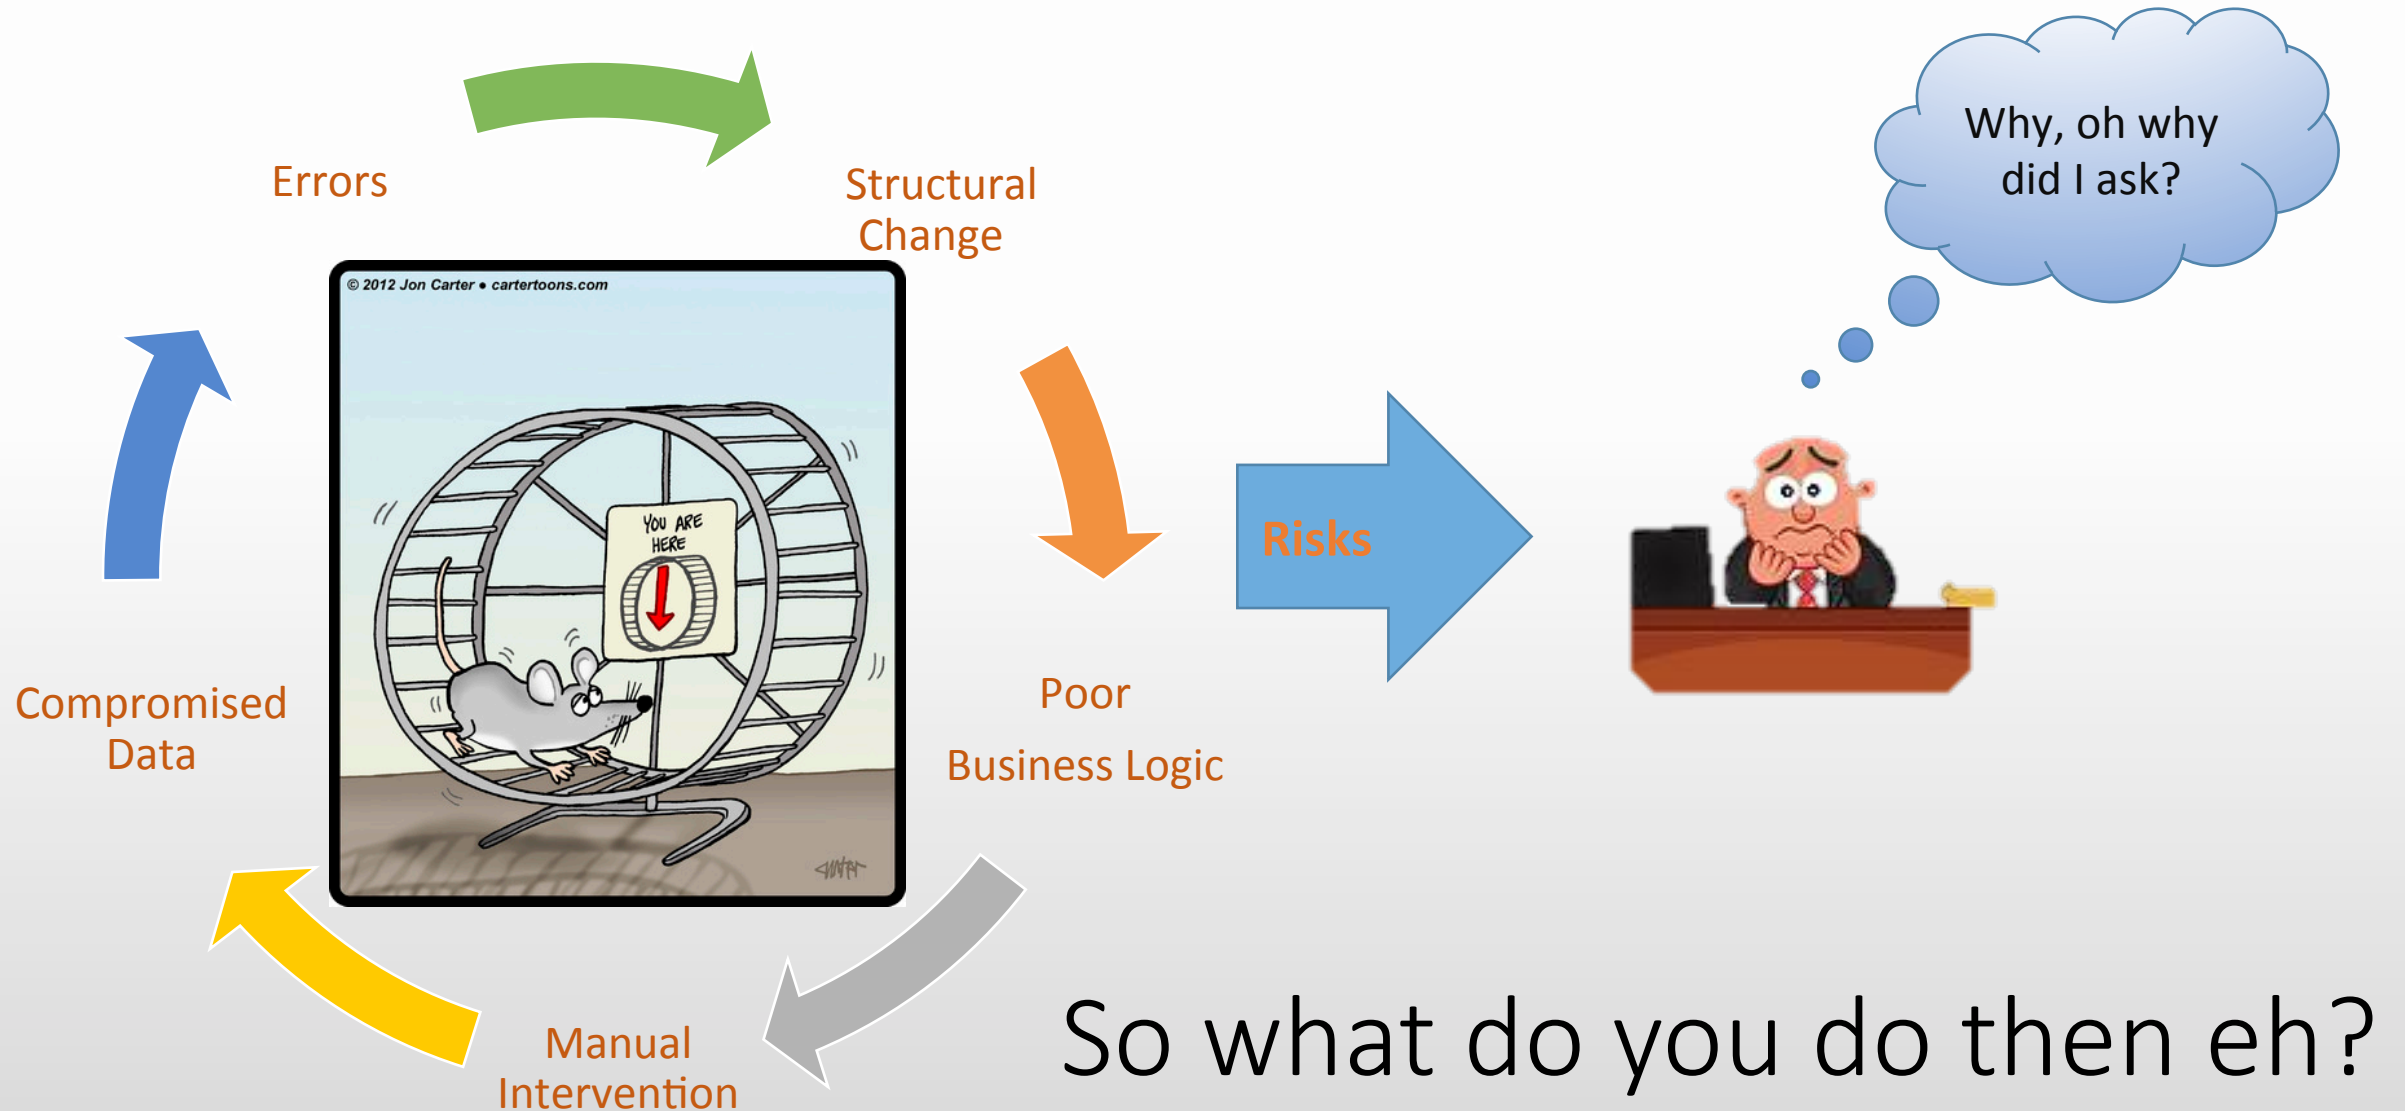 Why, oh why
did I ask?
Errors
Structural
Change
© 2012 Jon Carter • cartertoons.com
YOU ARE
HERE
Risks
Compromised
Data
Poor
Business Logic
Manual
Intervention
So what do you do then eh?